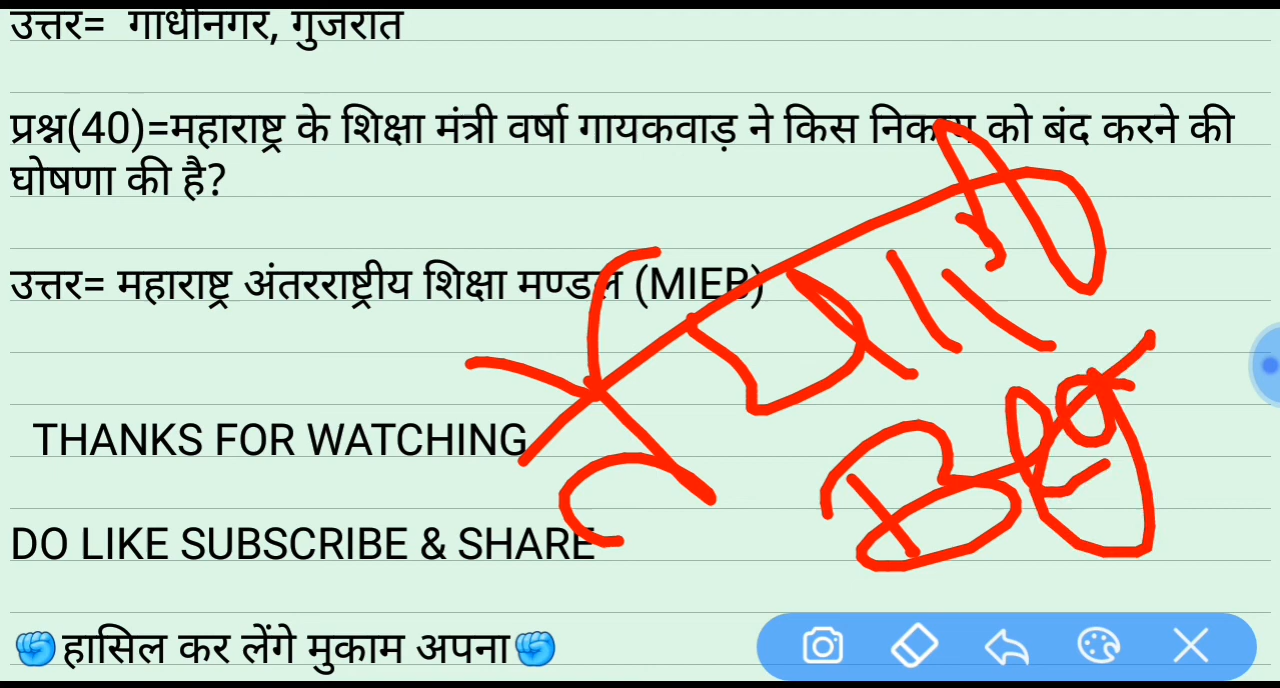 उत्तर= गांधीनगर, गुजरात
प्रश्न(40)=महाराष्ट्र के शिक्षा मंत्री वर्षा गायकवाड़ ने किस निकाय को बंद करने की
घोषणा की है?
उत्तर= महाराष्ट्र अंतरराष्ट्रीय शिक्षा मण्डल (MIEB)
THANKS FOR WATCHING
DO LIKE SUBSCRIBE & SHARE
✊हासिल कर लेंगे मुकाम अपना✊